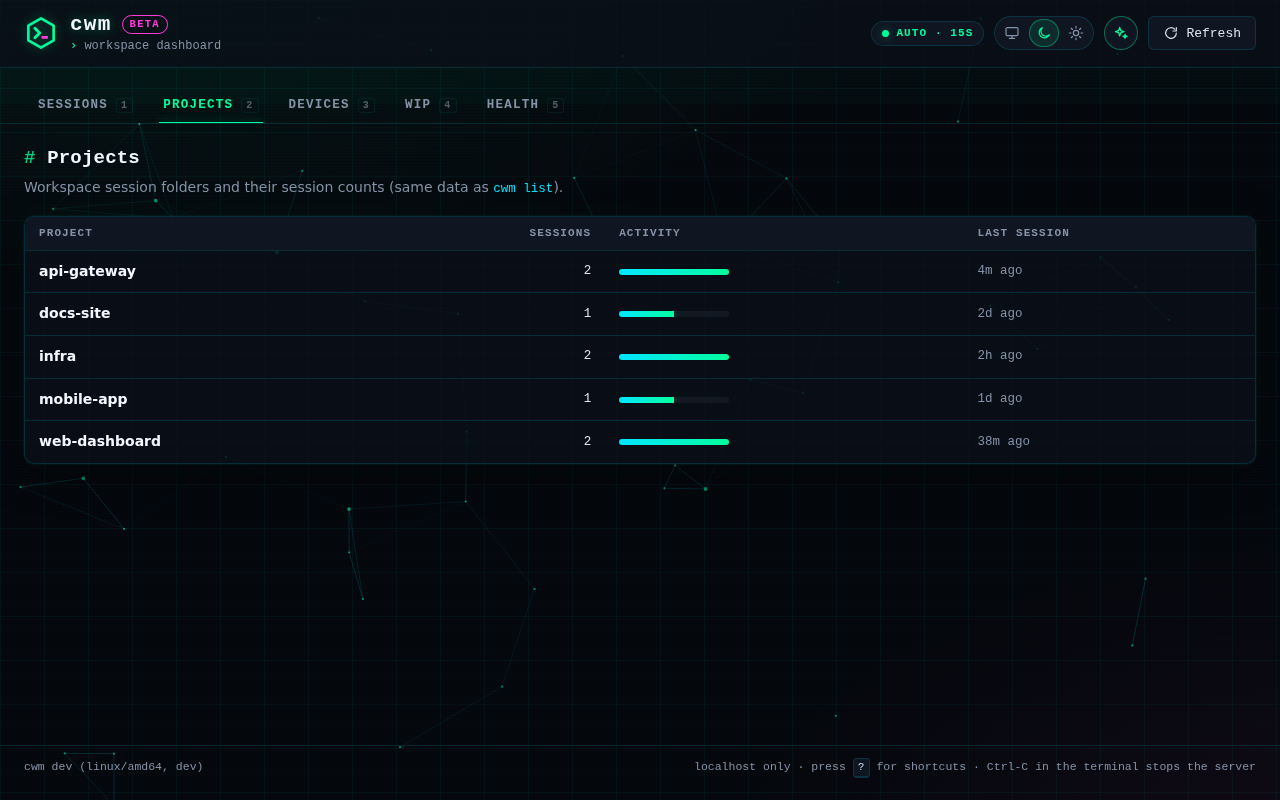 cwm BETA
› workspace dashboard
AUTO · 15S
Refresh
SESSIONS 1 PROJECTS 2 DEVICES 3 WIP 4 HEALTH 5
# Projects
Workspace session folders and their session counts (same data as cwm list).
PROJECT SESSIONS ACTIVITY LAST SESSION
api-gateway 2 4m ago
docs-site 1 2d ago
infra 2 2h ago
mobile-app 1 1d ago
web-dashboard 2 38m ago
cwm dev (linux/amd64, dev)
localhost only · press ? for shortcuts · Ctrl-C in the terminal stops the server